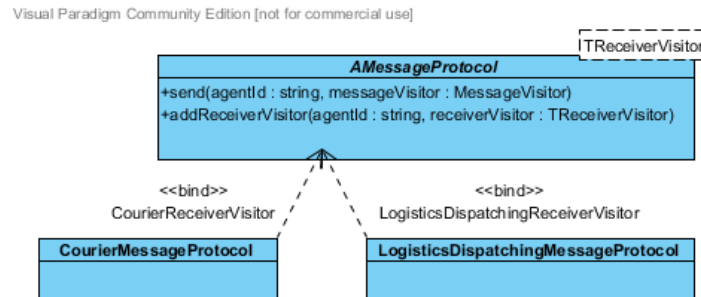 Visual Paradigm Community Edition [not for commercial use]
TReceiverVisitor
AMessageProtocol
+send(agentId : string, messageVisitor : MessageVisitor)
+addReceiverVisitor(agentId : string, receiverVisitor : TReceiverVisitor)
<<bind>>
CourierReceiverVisitor
<<bind>>
LogisticsDispatchingReceiverVisitor
CourierMessageProtocol
LogisticsDispatchingMessageProtocol